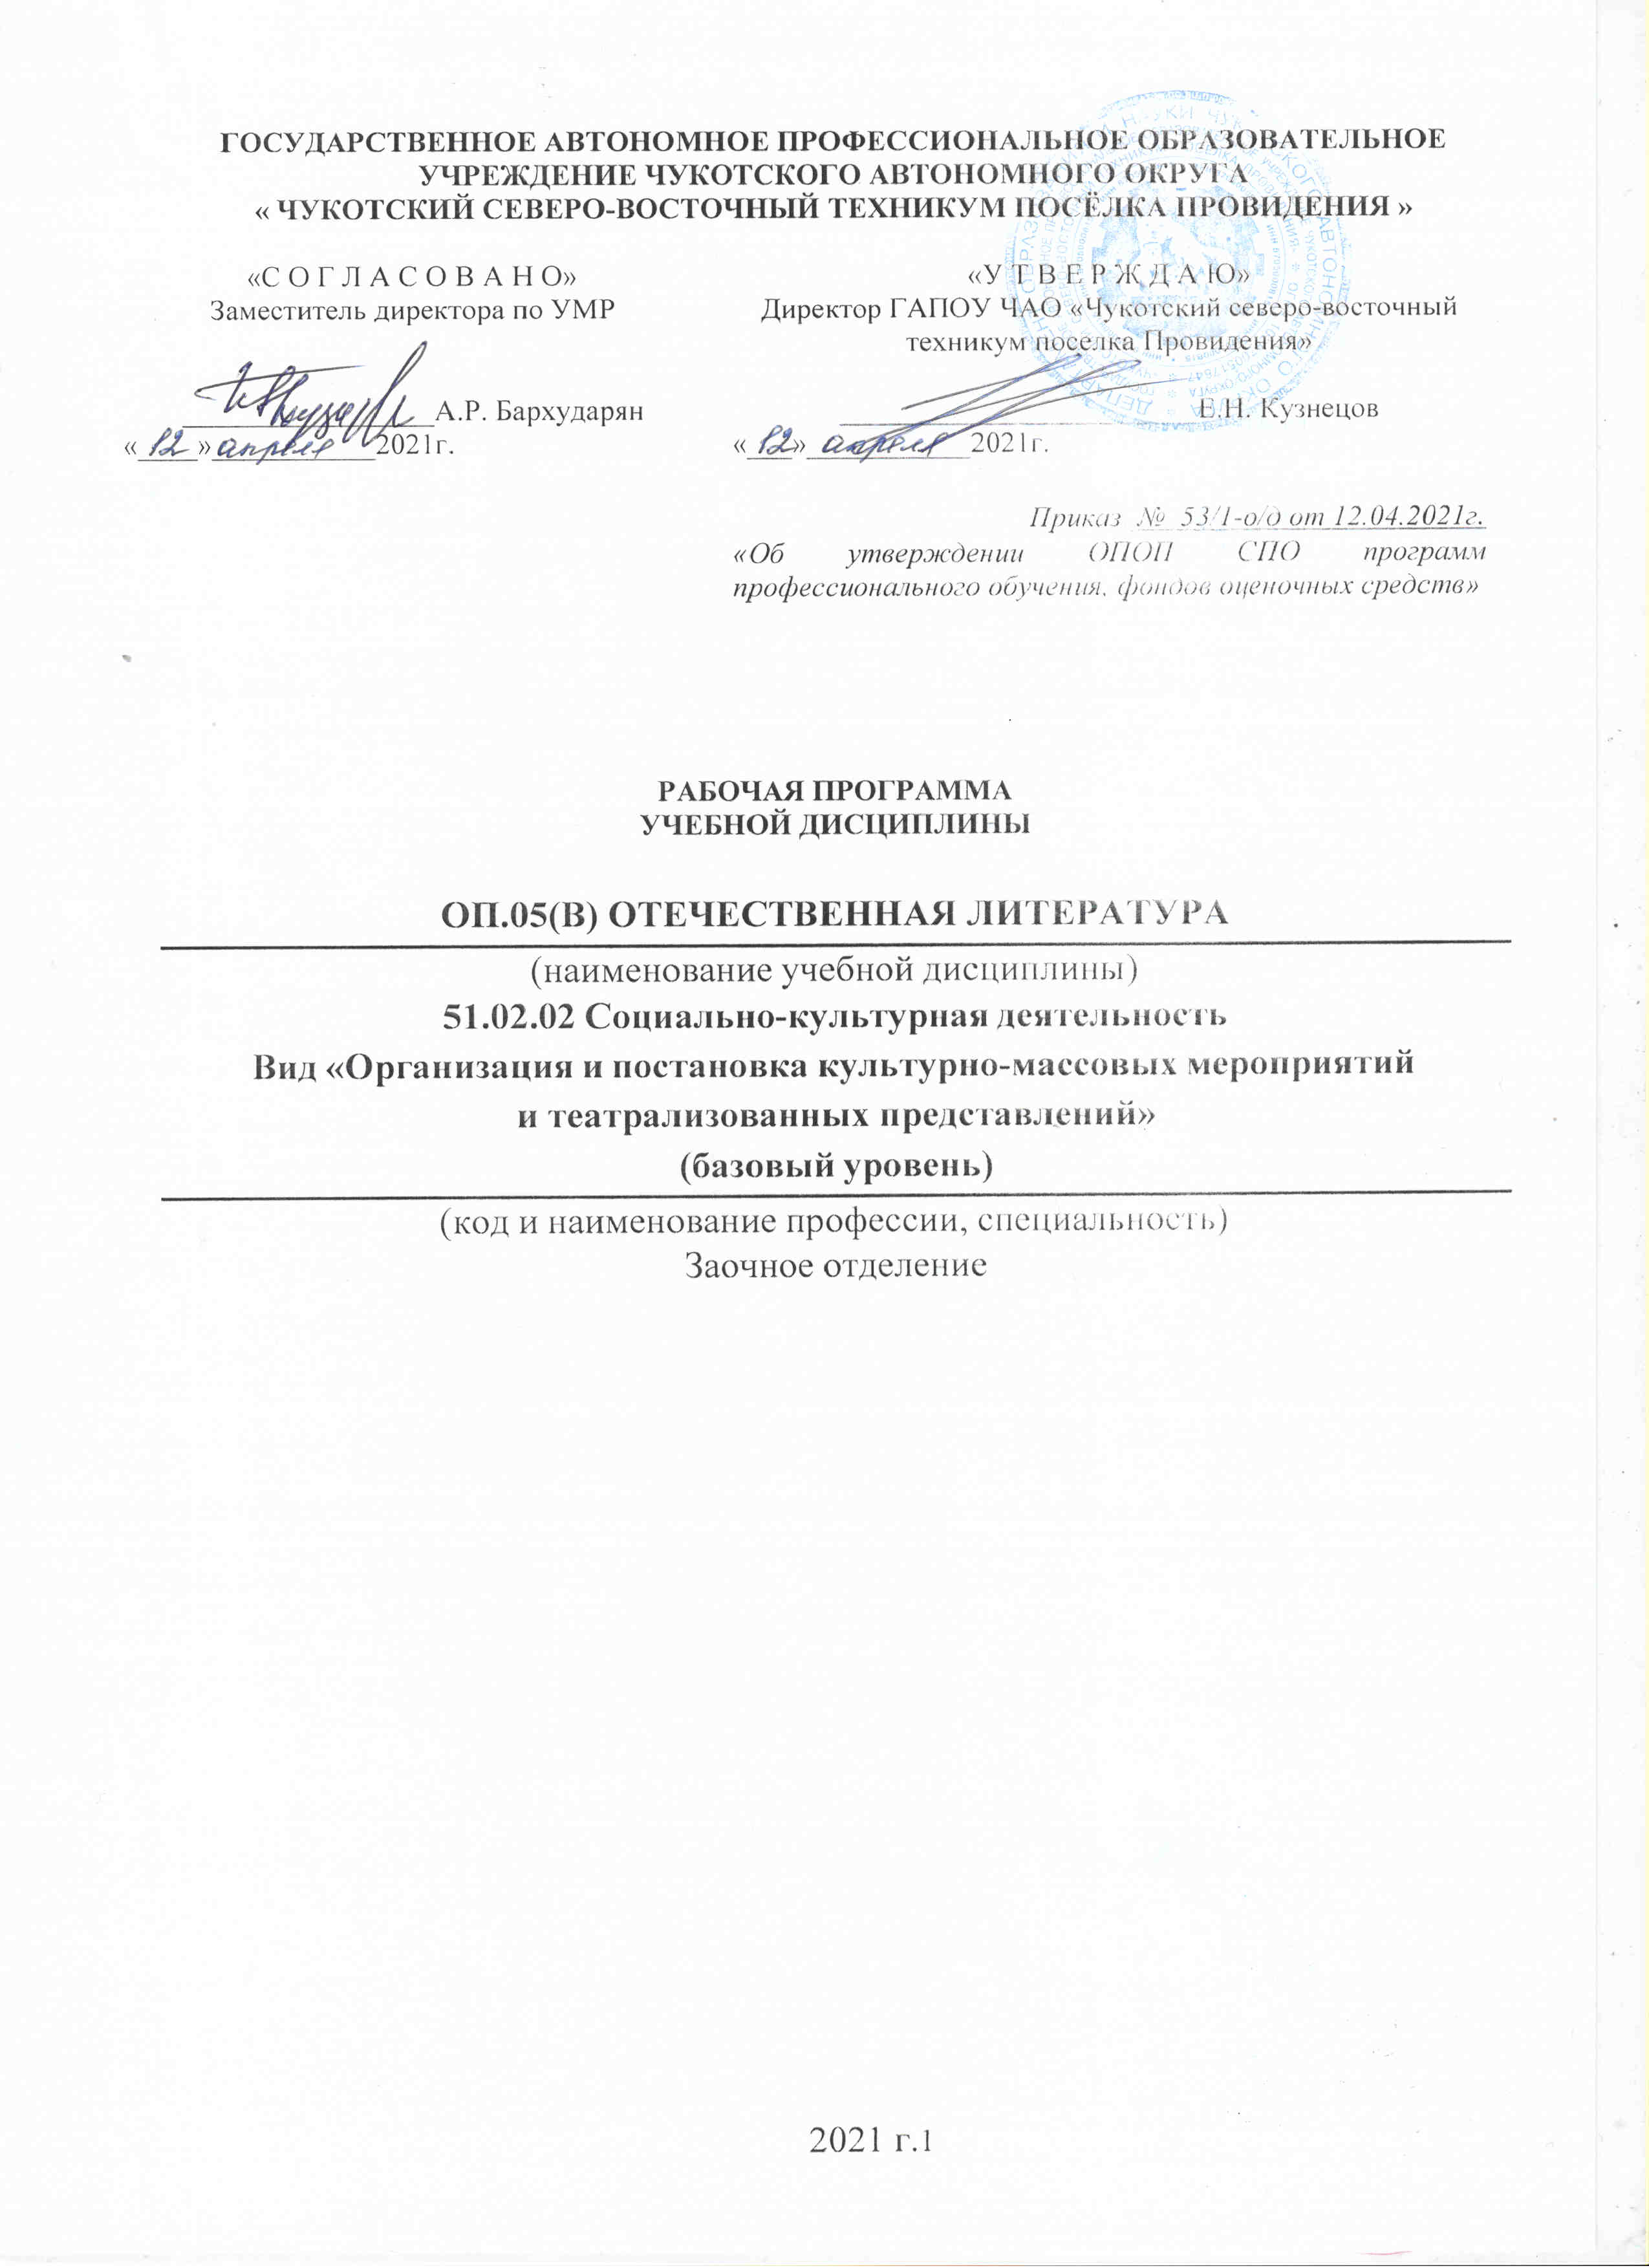 ГОСУДАРСТВЕННОЕ АВТОНОМНОЕ ПРОФЕССИОНАЛЬНОЕ ОБРАЗОВАТЕЛЬНОЕ
УЧРЕЖДЕНИЕ ЧУКОТСКОГО АВТОНОМНОГО ОКРУГА
« ЧУКОТСКИЙ СЕВЕРО-ВОСТОЧНЫЙ ТЕХНИКУМ ПОСЁЛКА ПРОВИДЕНИЯ »
«С О Г Л А С О В А Н О»
Заместитель директора по УМР
А.Р. Бархударян
«12» апреля 2021г.
«У Т В Е Р Ж Д А Ю»
Директор ГАПОУ ЧАО «Чукотский северо-восточный
техникум поселка Провидения»
Е.Н. Кузнецов
«12» апреля 2021г.
Приказ № 53/1-о/д от 12.04.2021г.
«Об утверждении ОПОП СПО программ
профессионального обучения, фондов оценочных средств»
РАБОЧАЯ ПРОГРАММА
УЧЕБНОЙ ДИСЦИПЛИНЫ
ОП.05(В) ОТЕЧЕСТВЕННАЯ ЛИТЕРАТУРА
(наименование учебной дисциплины)
51.02.02 Социально-культурная деятельность
Вид «Организация и постановка культурно-массовых мероприятий
и театрализованных представлений»
(базовый уровень)
(код и наименование профессии, специальность)
Заочное отделение
2021 г.1